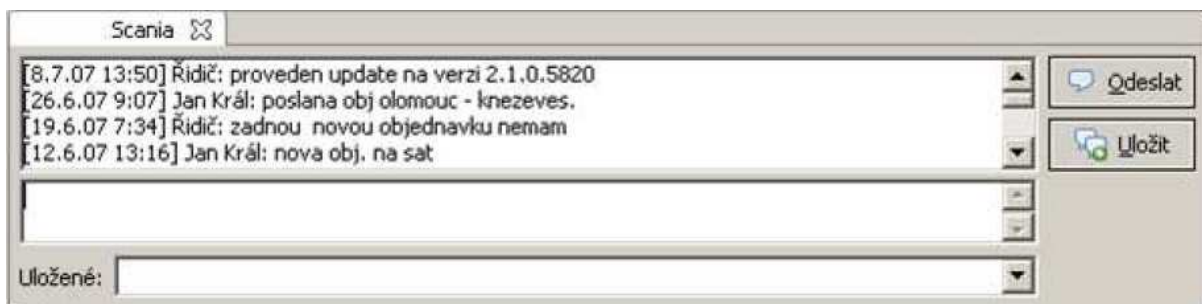 Scania
[8.7.07 13:50] Řidič: proveden update na verzi 2.1.0.5820
[26.6.07 9:07] Jan Král: poslana obj olomouc - knezeves.
[19.6.07 7:34] Řidič: zadnou novou objednavku nemam
[12.6.07 13:16] Jan Král: nova obj. na sat
Odeslat
Uložit
Uložené: